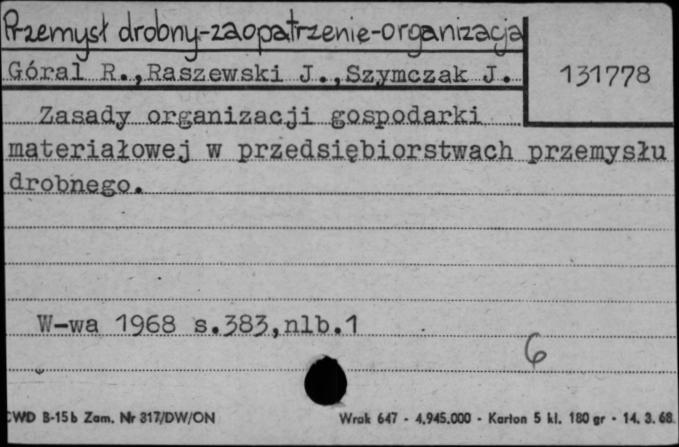 Przemysł drobny-zaopatrzenie-organizacja
Góral R.,Raszewski J.,Szymczak J.
131778
Zasady organizacji gospodarki
materiałowej w przedsiębiorstwach przemysłu
drobnego.
W-wa 1968 s.383,nlb.1
6
CWD B-15b Zam. Nr 317/DW/ON Wrak 647 - 4.945.000 - Karton 5 kl. 180 gr - 14. 3. 68